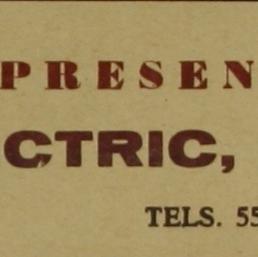 PRESEN
CTRIC,
TELS. 55